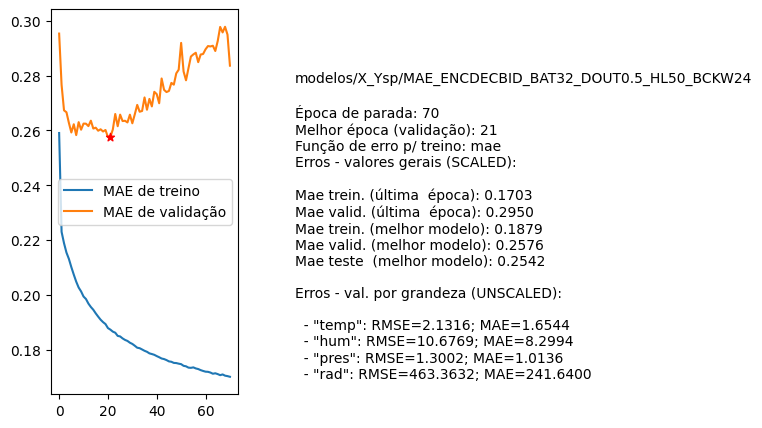 0.30
0.28
0.26
0.24
0.22
0.20
0.18
0
20
40
60
MAE de treino
MAE de validação
modelos/X_Ysp/MAE_ENCDECBID_BAT32_DOUT0.5_HL50_BCKW24
Época de parada: 70
Melhor época (validação): 21
Função de erro p/ treino: mae
Erros - valores gerais (SCALED):
Mae trein. (última  época): 0.1703
Mae valid. (última  época): 0.2950
Mae trein. (melhor modelo): 0.1879
Mae valid. (melhor modelo): 0.2576
Mae teste  (melhor modelo): 0.2542
Erros - val. por grandeza (UNSCALED):
- "temp": RMSE=2.1316; MAE=1.6544
- "hum": RMSE=10.6769; MAE=8.2994
- "pres": RMSE=1.3002; MAE=1.0136
- "rad": RMSE=463.3632; MAE=241.6400